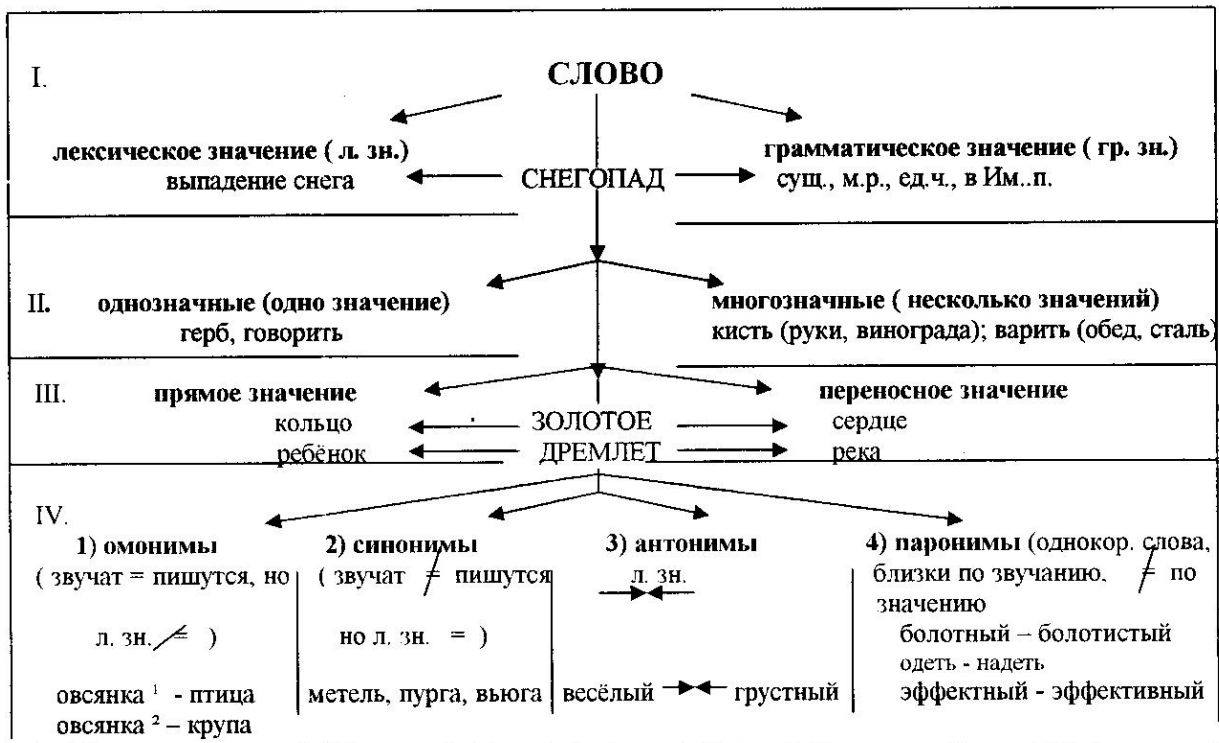 I.
СЛОВО
лексическое значение ( л. зн.)
грамматическое значение ( гр. зн.)
выпадение снега
СНЕГОПАД
сущ., м.р., ед.ч., в Им..п.
II.
однозначные (одно значение)
многозначные ( несколько значений)
герб, говорить
кисть (руки, винограда); варить (обед, сталь)
III.
прямое значение
переносное значение
кольцо
ЗОЛОТОЕ
сердце
ребёнок
ДРЕМЛЕТ
река
IV.
1) омонимы
( звучат = пишутся, но
л. зн. ≠ )
овсянка ¹ - птица
овсянка ² – крупа
2) синонимы
( звучат ≠ пишутся
но л. зн. = )
метель, пурга, вьюга
3) антонимы
л. зн.
весёлый грустный
4) паронимы (однокор. слова,
близки по звучанию, ≠ по
значению
болотный – болотистый
одеть - надеть
эффектный - эффективный